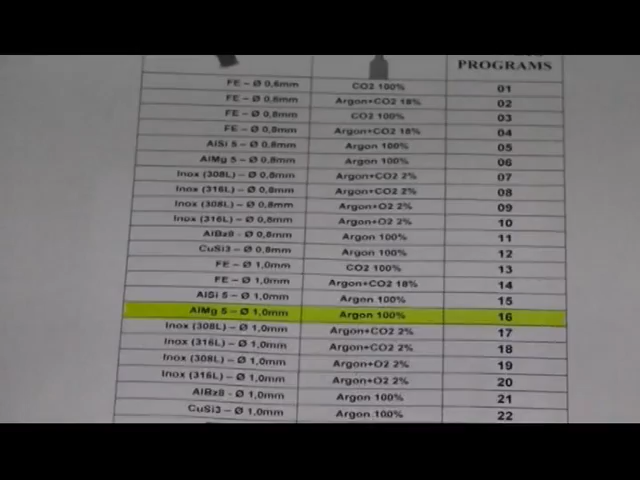 PROGRAMS
FE – Ø 0,6mm CO2 100% 01
FE – Ø 0,6mm Argon+CO2 18% 02
FE – Ø 0,8mm CO2 100% 03
FE – Ø 0,8mm Argon+CO2 18% 04
AlSi 5 – Ø 0,8mm Argon 100% 05
AlMg 5 – Ø 0,8mm Argon 100% 06
Inox (308L) – Ø 0,8mm Argon+CO2 2% 07
Inox (316L) – Ø 0,8mm Argon+CO2 2% 08
Inox (308L) – Ø 0,8mm Argon+O2 2% 09
Inox (316L) – Ø 0,8mm Argon+O2 2% 10
AlBz8 - Ø 0,8mm Argon 100% 11
CuSi3 – Ø 0,8mm Argon 100% 12
FE – Ø 1,0mm CO2 100% 13
FE – Ø 1,0mm Argon+CO2 18% 14
AlSi 5 – Ø 1,0mm Argon 100% 15
AlMg 5 – Ø 1,0mm Argon 100% 16
Inox (308L) – Ø 1,0mm Argon+CO2 2% 17
Inox (316L) – Ø 1,0mm Argon+CO2 2% 18
Inox (308L) – Ø 1,0mm Argon+O2 2% 19
Inox (316L) – Ø 1,0mm Argon+O2 2% 20
AlBz8 - Ø 1,0mm Argon 100% 21
CuSi3 – Ø 1,0mm Argon 100% 22